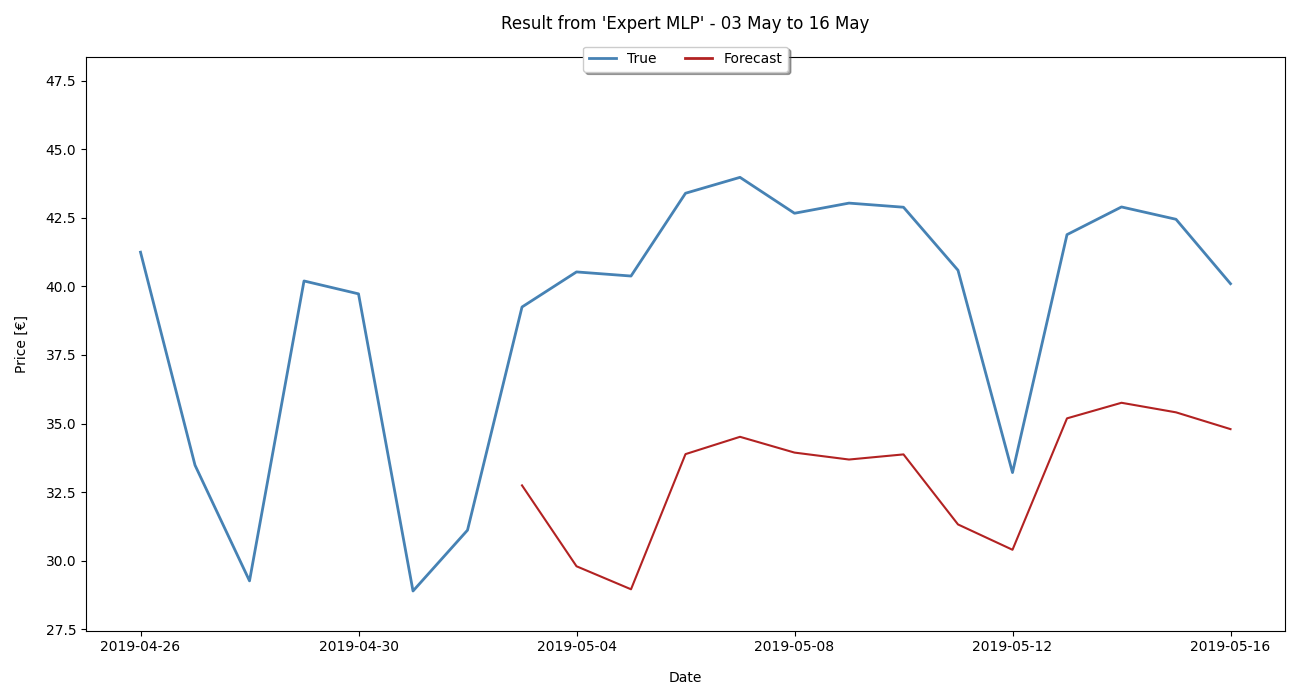 Result from 'Expert MLP' - 03 May to 16 May
True Forecast
47.5
45.0
42.5
40.0
37.5
35.0
32.5
30.0
27.5
Price [€]
2019-04-26 2019-04-30 2019-05-04 2019-05-08 2019-05-12 2019-05-16
Date